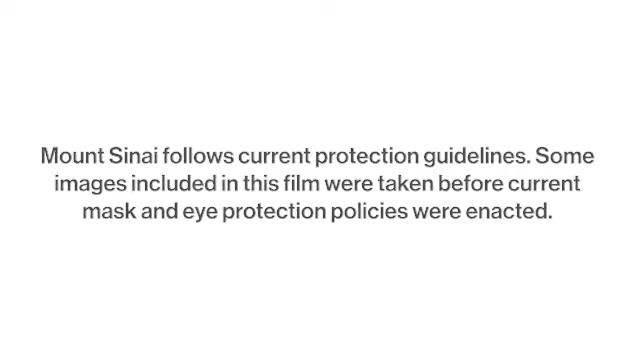 Mount Sinai follows current protection guidelines. Some
images included in this film were taken before current
mask and eye protection policies were enacted.